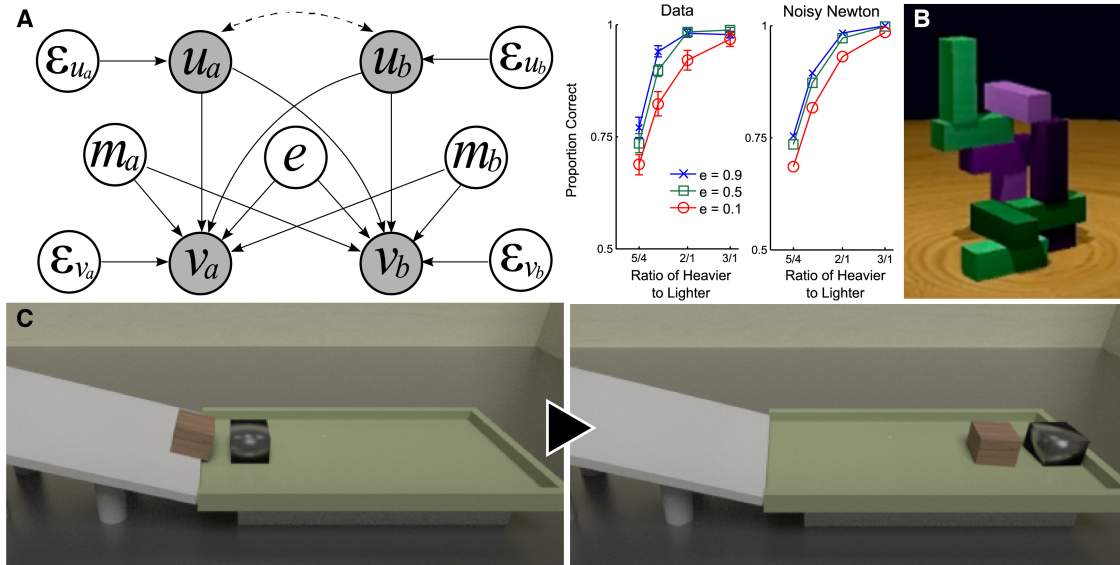 A
ε_{u_a}
u_a
u_b
ε_{u_b}
m_a
e
m_b
ε_{v_a}
v_a
v_b
ε_{v_b}
Data
Proportion Correct
1
0.75
0.5
e = 0.9
e = 0.5
e = 0.1
5/4
2/1
3/1
Ratio of Heavier
to Lighter
Noisy Newton
1
0.75
0.5
5/4
2/1
3/1
Ratio of Heavier
to Lighter
B
C